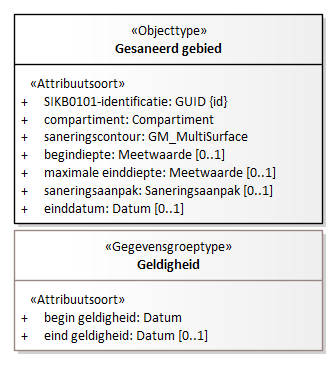 «Objecttype»
Gesaneerd gebied
«Attribuutsoort»
+ SIKB0101-identificatie: GUID {id}
+ compartiment: Compartiment
+ saneringscontour: GM_MultiSurface
+ begindiepte: Meetwaarde [0..1]
+ maximale einddiepte: Meetwaarde [0..1]
+ saneringsaanpak: Saneringsaanpak [0..1]
+ einddatum: Datum [0..1]
«Gegevensgroeptype»
Geldigheid
«Attribuutsoort»
+ begin geldigheid: Datum
+ eind geldigheid: Datum [0..1]